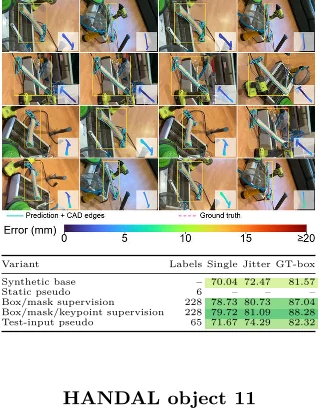 Prediction + CAD edges Ground truth
Error (mm) 0 5 10 15 ≥20
Variant Labels Single Jitter GT-box
Synthetic base – 70.04 72.47 81.57
Static pseudo 6 – – –
Box/mask supervision 228 78.73 80.73 87.04
Box/mask/keypoint supervision 228 79.72 81.09 88.28
Test-input pseudo 65 71.67 74.29 82.32
HANDAL object 11